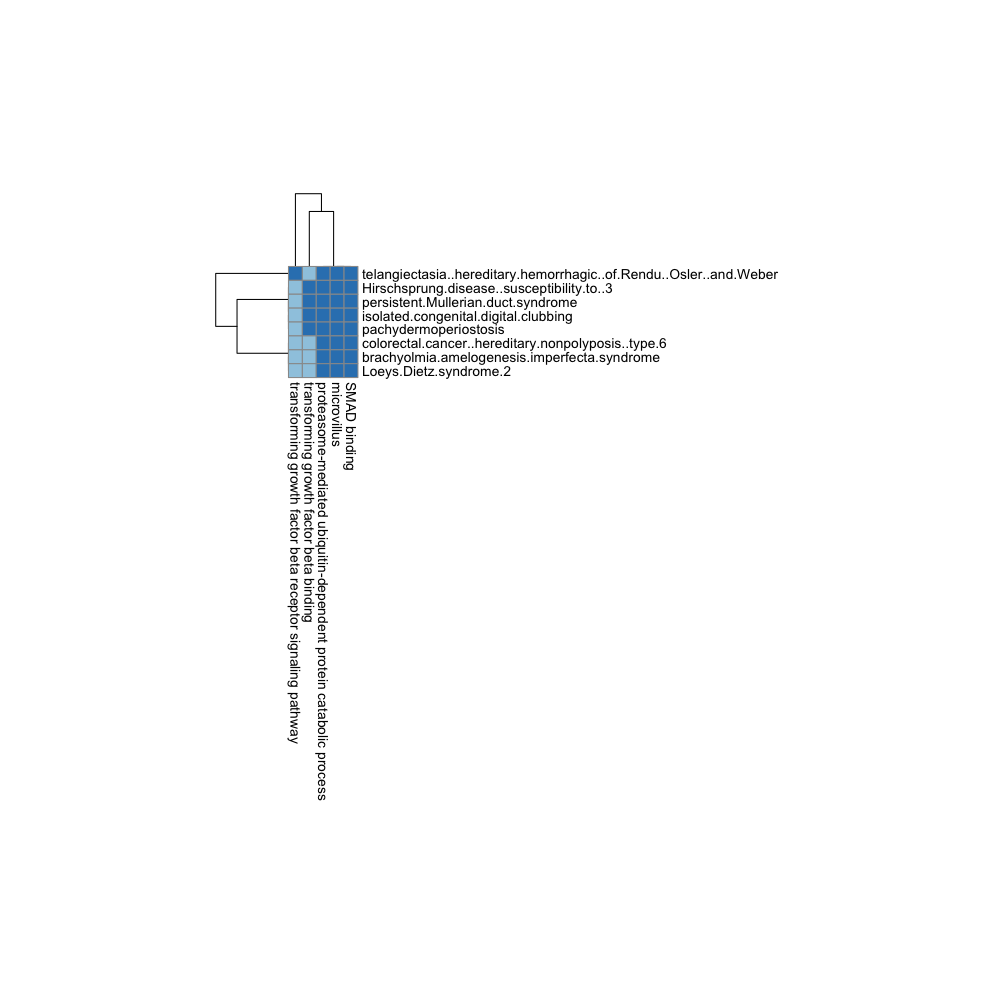 telangiectasia..hereditary.hemorrhagic..of.Rendu..Osler..and.Weber
Hirschsprung.disease..susceptibility.to..3
persistent.Mullerian.duct.syndrome
isolated.congenital.digital.clubbing
pachydermoperiostosis
colorectal.cancer..hereditary.nonpolyposis..type.6
brachyolmia.amelogenesis.imperfecta.syndrome
Loeys.Dietz.syndrome.2
transforming growth factor beta receptor signaling pathway
transforming growth factor beta binding
proteasome-mediated ubiquitin-dependent protein catabolic process
microvillus
SMAD binding